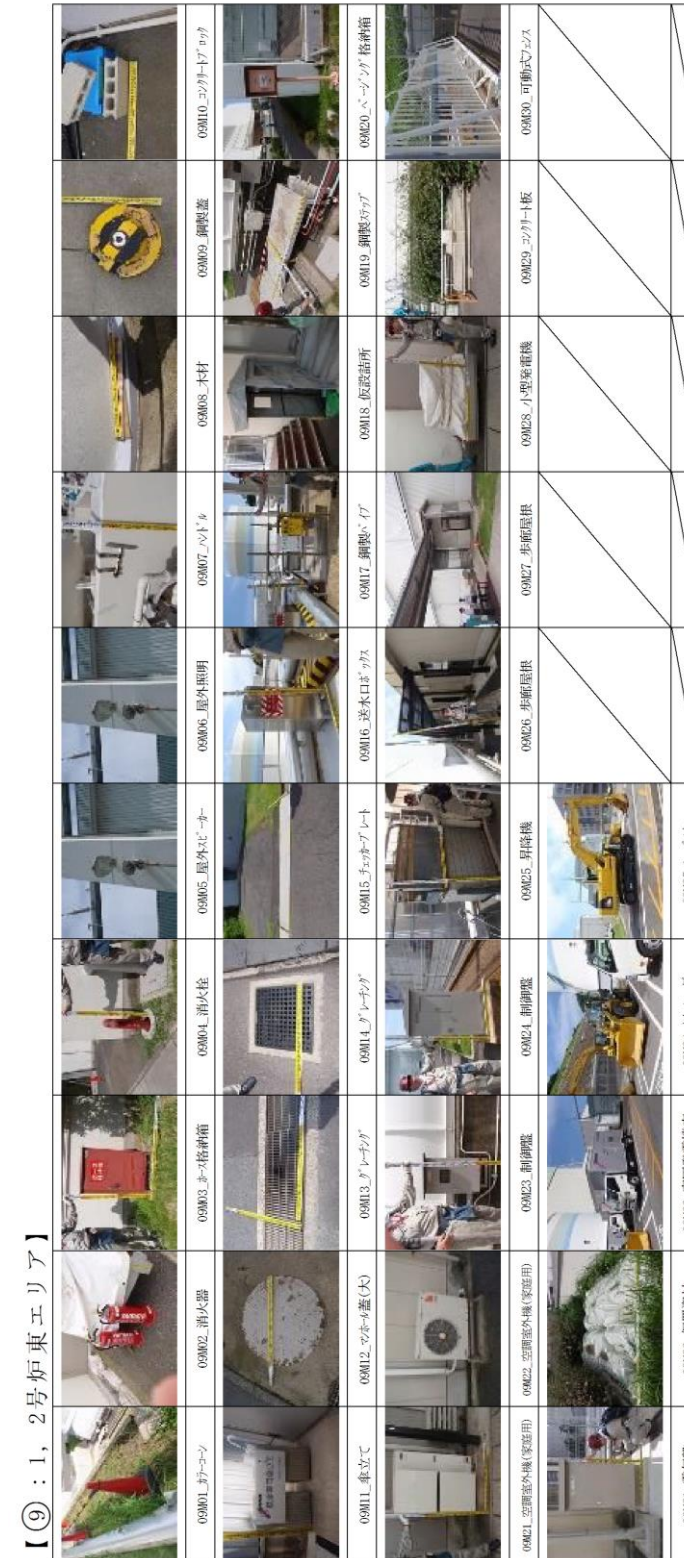 【⑨:1,2号炉東エリア】
09M01_カラーコーン
09M02_消火器
09M03_ホース格納箱
09M04_消火栓
09M05_屋外スピーカー
09M06_屋外照明
09M07_ハンドル
09M08_木材
09M09_鋼製蓋
09M10_コンクリートブロック
09M11_傘立て
09M12_マンホール蓋(大)
09M13_グレーチング
09M14_グレーチング
09M15_チェッカープレート
09M16_送水口ボックス
09M17_鋼製パイプ
09M18_仮設詰所
09M19_鋼製ステップ
09M20_ページング格納箱
09M21_空調室外機(家庭用)
09M22_空調室外機(家庭用)
09M23_制御盤
09M24_制御盤
09M25_昇降機
09M26_歩廊屋根
09M27_歩廊屋根
09M28_小型発電機
09M29_コンクリート板
09M30_可動式フェンス